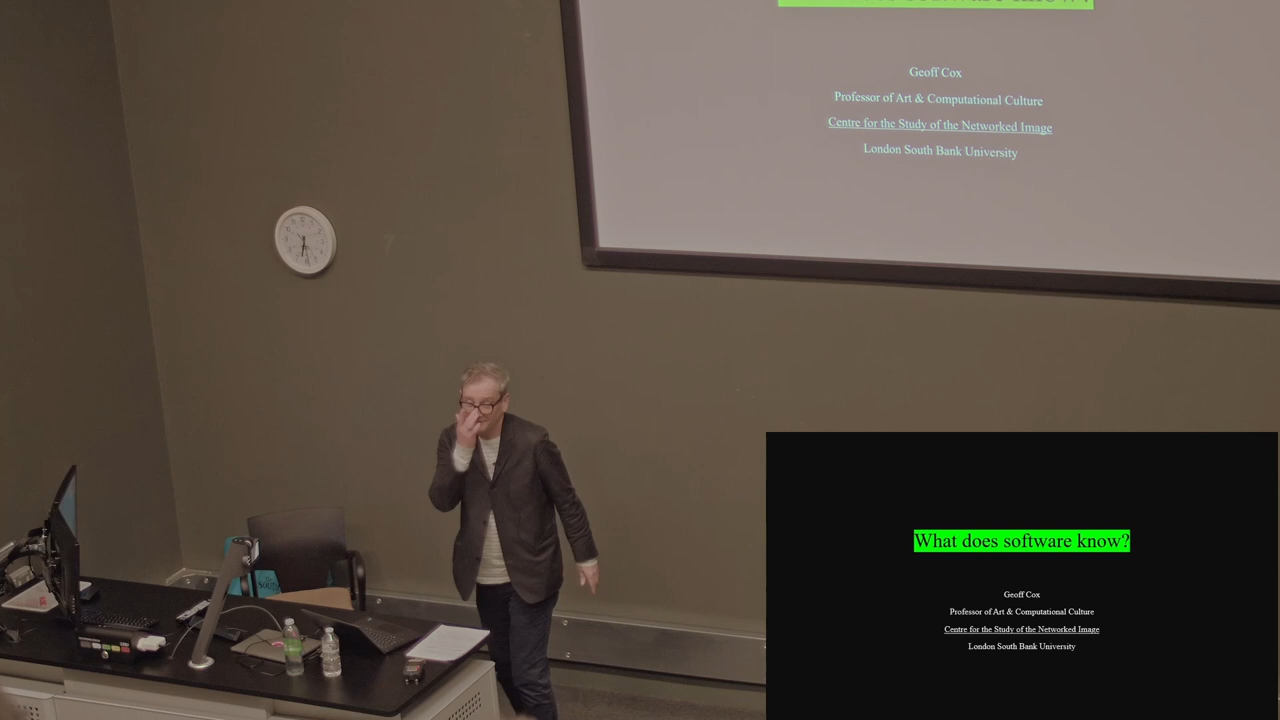 software know?
Geoff Cox
Professor of Art & Computational Culture
Centre for the Study of the Networked Image
London South Bank University
What does software know?
Geoff Cox
Professor of Art & Computational Culture
Centre for the Study of the Networked Image
London South Bank University